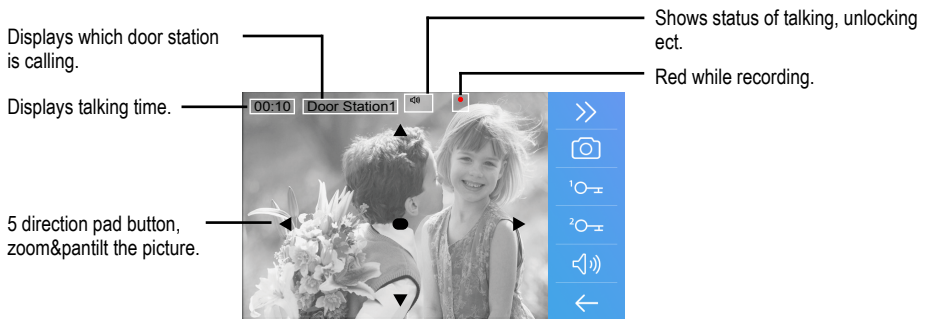 Displays which door station
is calling.
Displays talking time.
5 direction pad button,
zoom&pantilt the picture.
Shows status of talking, unlocking
ect.
Red while recording.
00:10 Door Station1
1
2